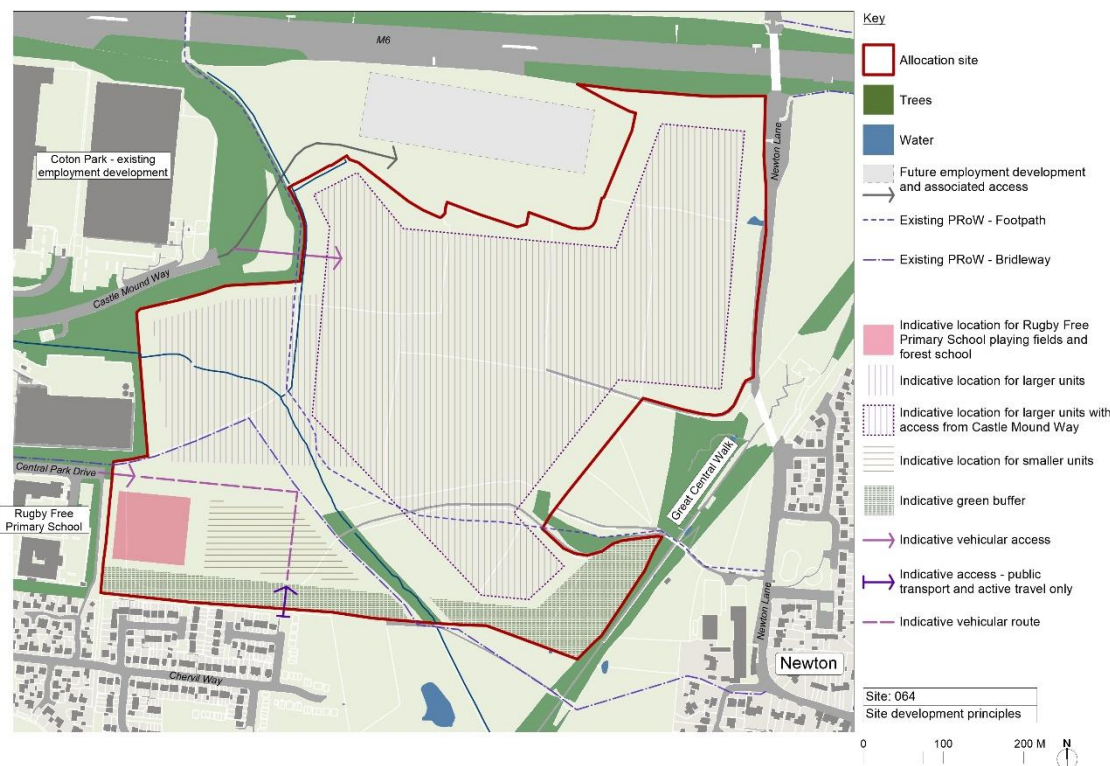 M6
Coton Park - existing
employment development
Castle Mound Way
Newton Lane
Central Park Drive
Rugby Free
Primary School
Great Central Walk
Chervil Way
Newton Lane
Newton
Key
Allocation site
Trees
Water
Future employment development
and associated access
Existing PRoW - Footpath
Existing PRoW - Bridleway
Indicative location for Rugby Free
Primary School playing fields and
forest school
Indicative location for larger units
Indicative location for larger units with
access from Castle Mound Way
Indicative location for smaller units
Indicative green buffer
Indicative vehicular access
Indicative access - public
transport and active travel only
Indicative vehicular route
Site: 064
Site development principles
0 100 200 M N